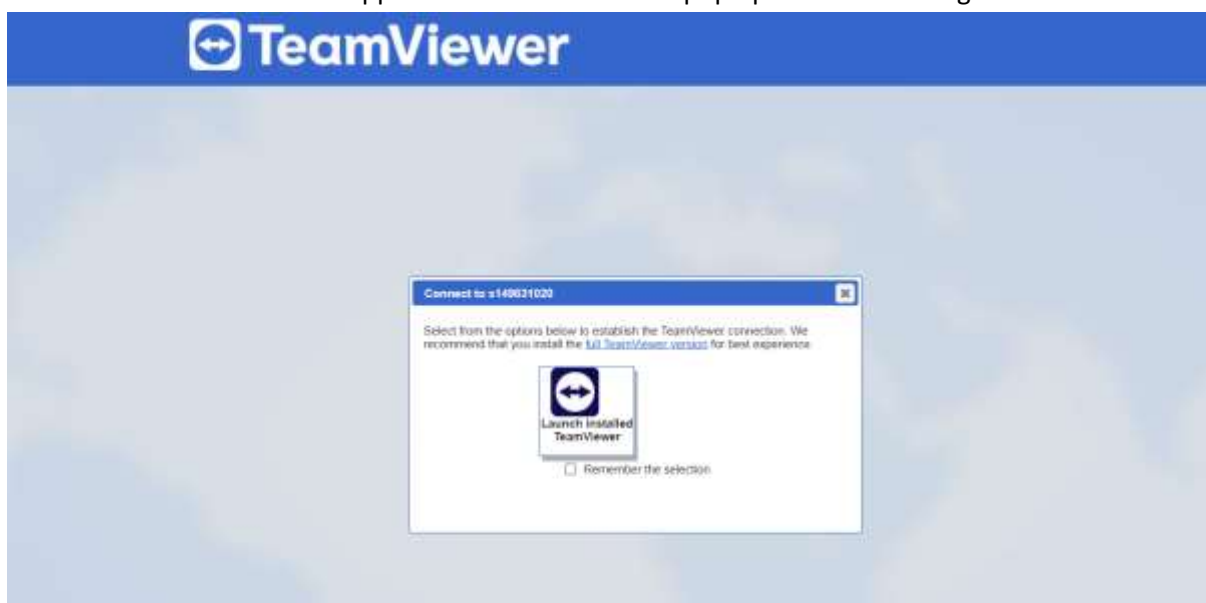 TeamViewer
Connect to s149631020
Select from the options below to establish the TeamViewer connection. We
recommend that you install the full TeamViewer version for best experience.
Launch installed
TeamViewer
Remember the selection